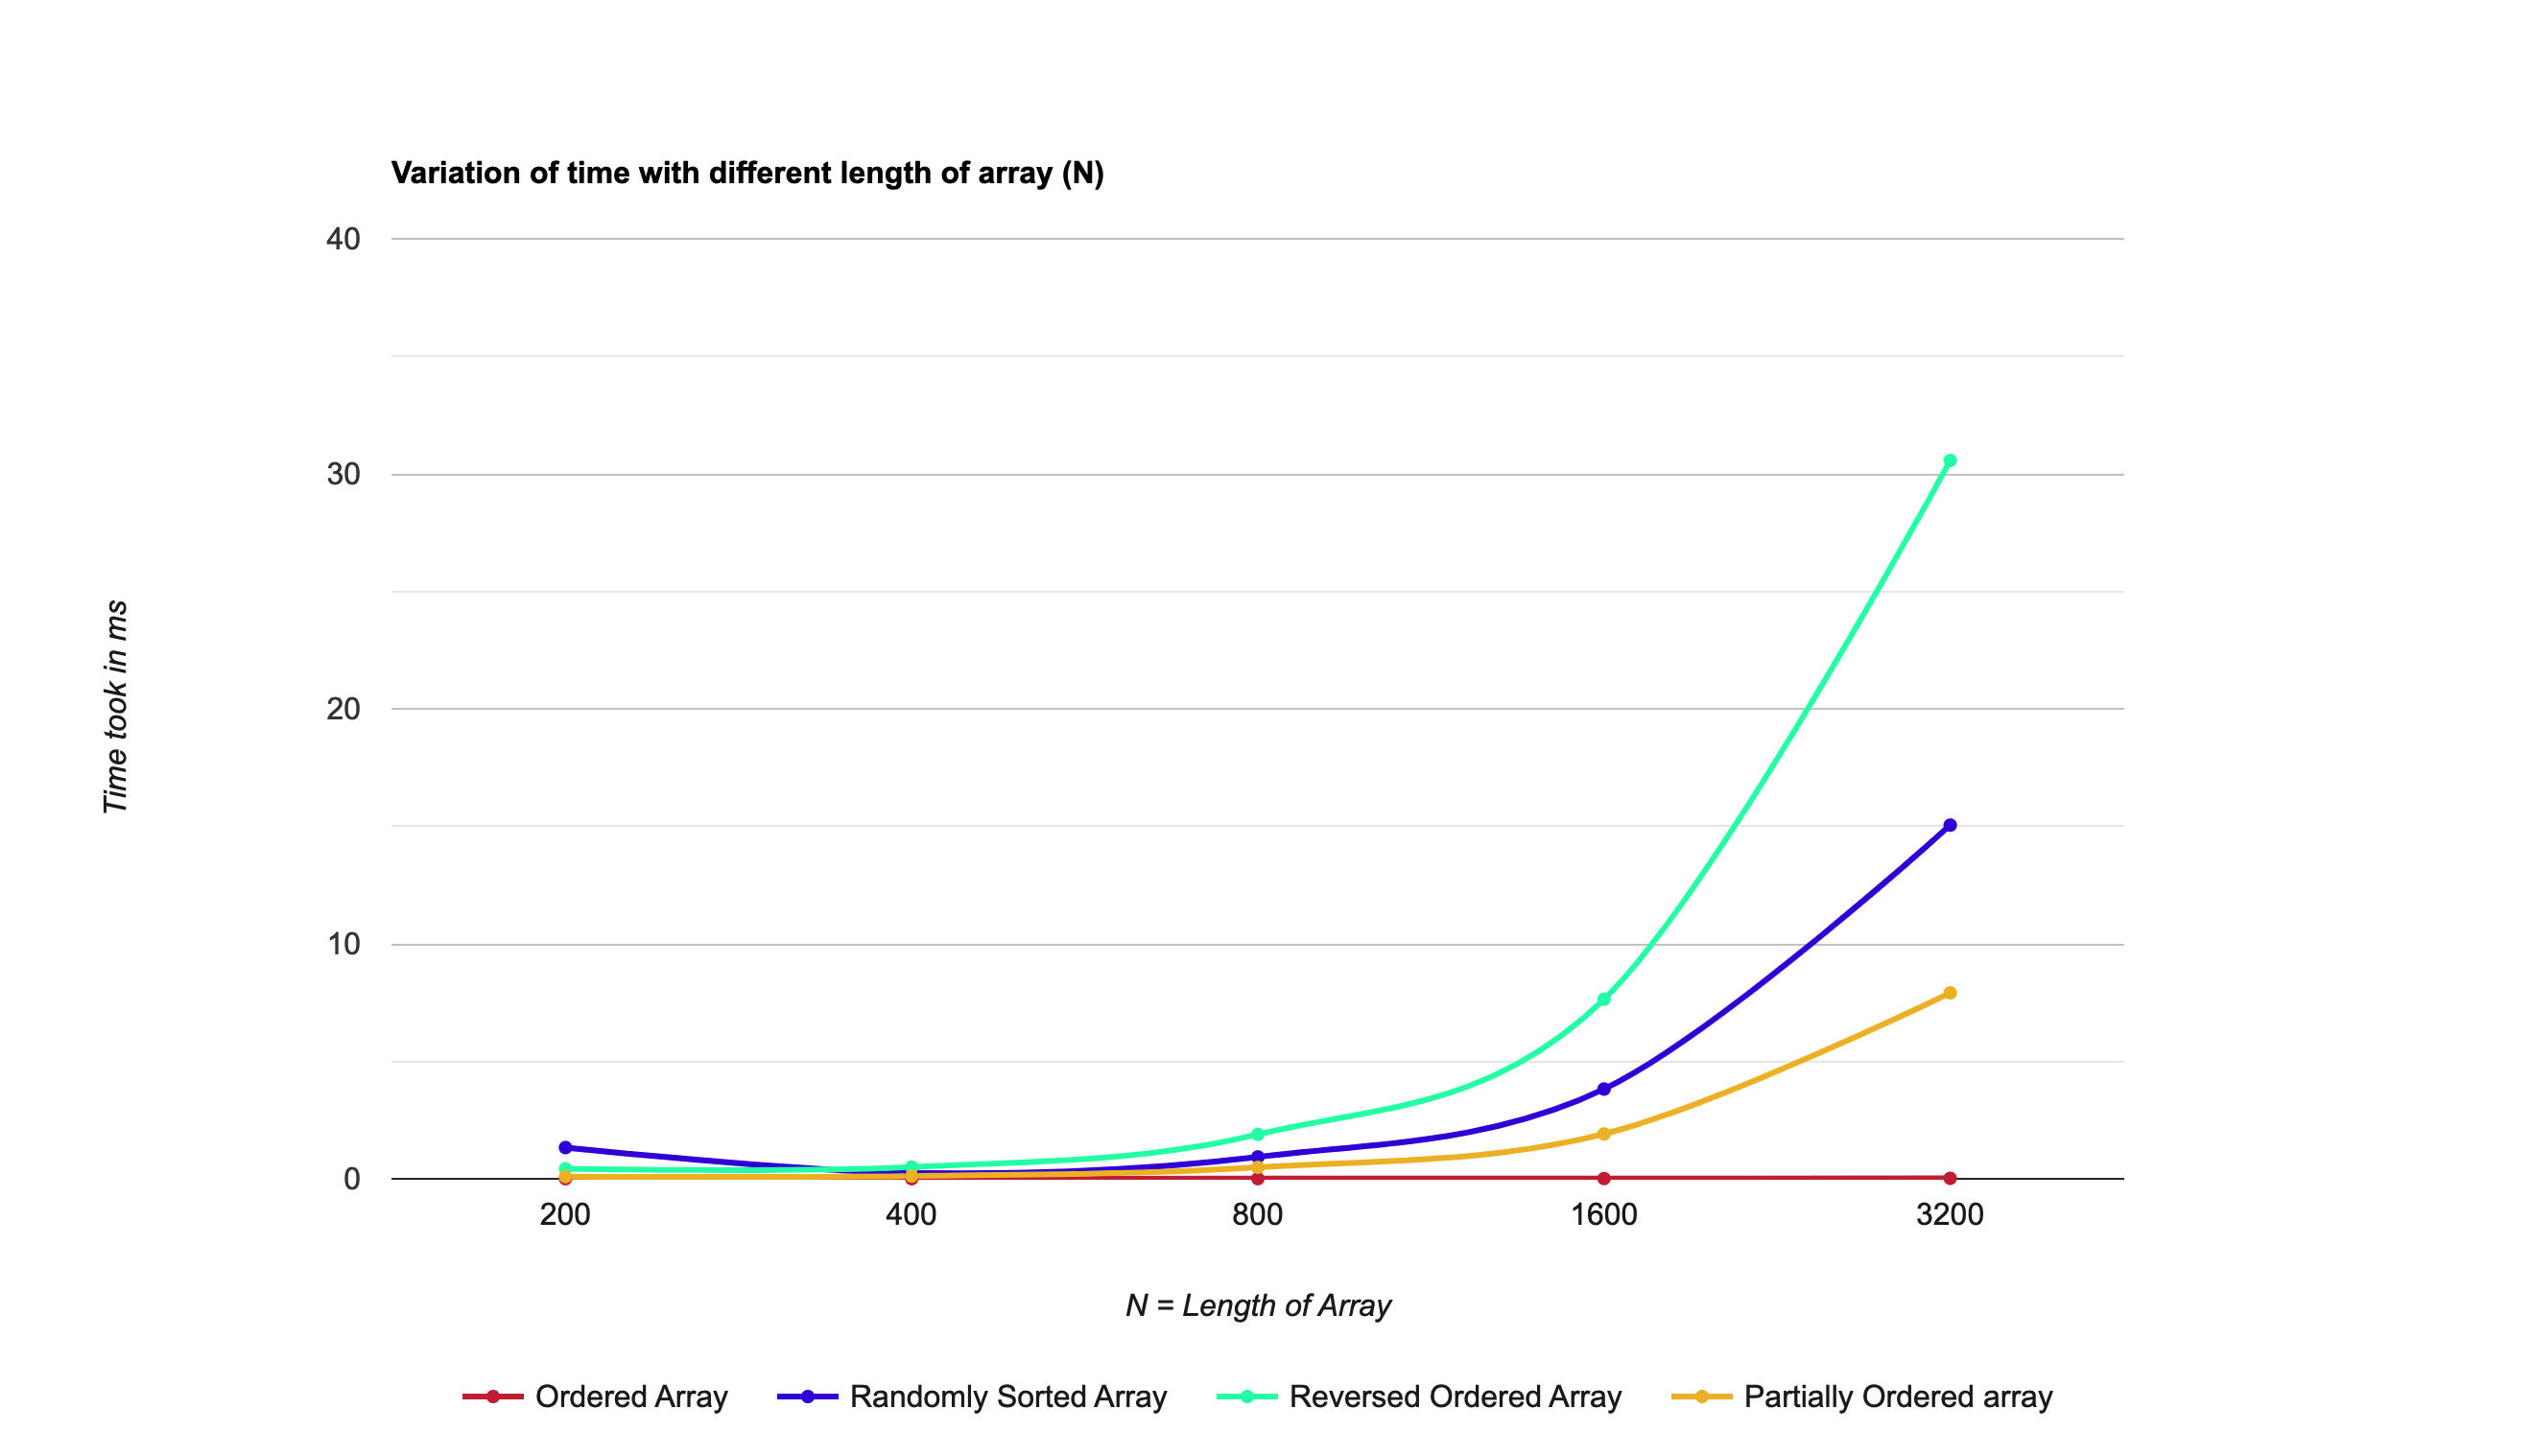 Variation of time with different length of array (N)
40
30
20
10
0
Time took in ms
200 400 800 1600 3200
N = Length of Array
Ordered Array Randomly Sorted Array Reversed Ordered Array Partially Ordered array